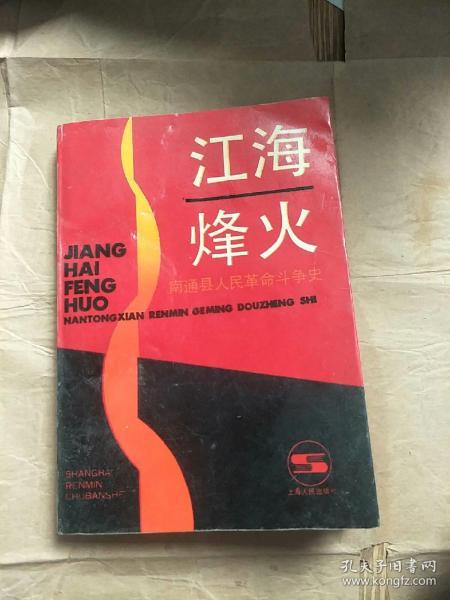 江海
烽火
南通县人民革命斗争史
JIANG
HAI
FENG
HUO
NANTONGXIAN RENMIN GEMING DOUZHENG SHI
SHANGHAI
RENMIN
CHUBANSHE
上海人民出版社
孔夫子旧书网
www.kongfz.com